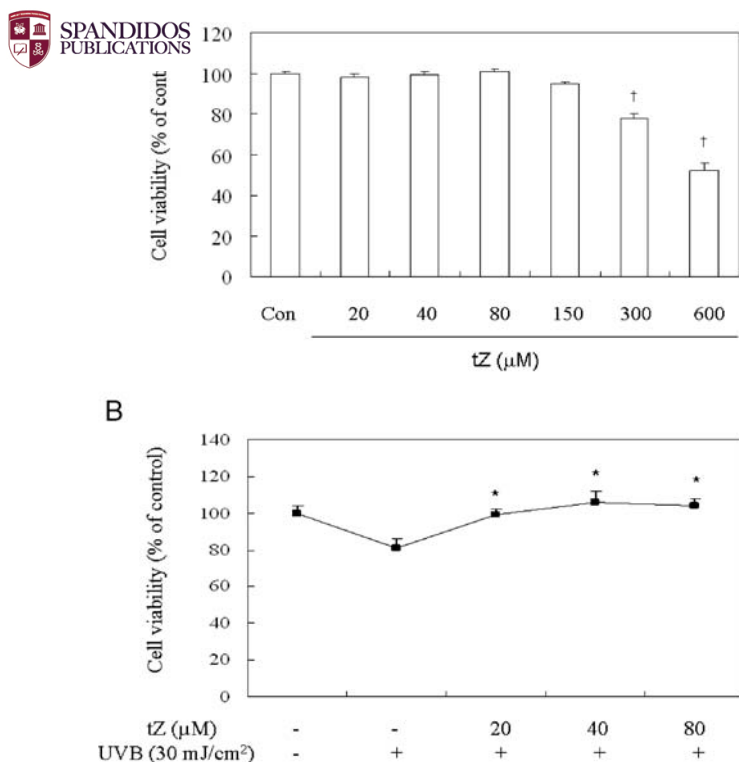 SPANDIDOS
PUBLICATIONS
Cell viability (% of cont
120
100
80
60
40
20
0
† †
Con 20 40 80 150 300 600
tZ (μM)
B
Cell viability (% of control)
140
120
100
80
60
40
20
0
* * *
tZ (μM) - - 20 40 80
UVB (30 mJ/cm²) - + + + +